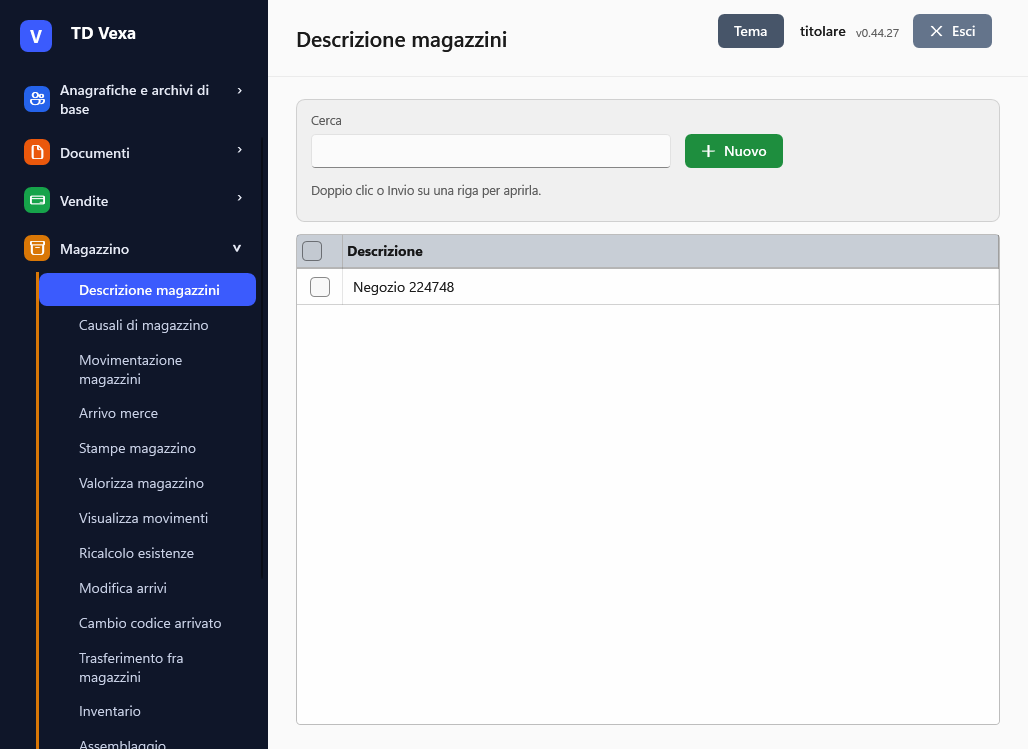 V TD Vexa
Anagrafiche e archivi di
base
Documenti
Vendite
Magazzino
Descrizione magazzini
Causali di magazzino
Movimentazione
magazzini
Arrivo merce
Stampe magazzino
Valorizza magazzino
Visualizza movimenti
Ricalcolo esistenze
Modifica arrivi
Cambio codice arrivato
Trasferimento fra
magazzini
Inventario
Assemblaggio
Descrizione magazzini
Tema
titolare v0.44.27
Esci
Cerca
Nuovo
Doppio clic o Invio su una riga per aprirla.
Descrizione
Negozio 224748